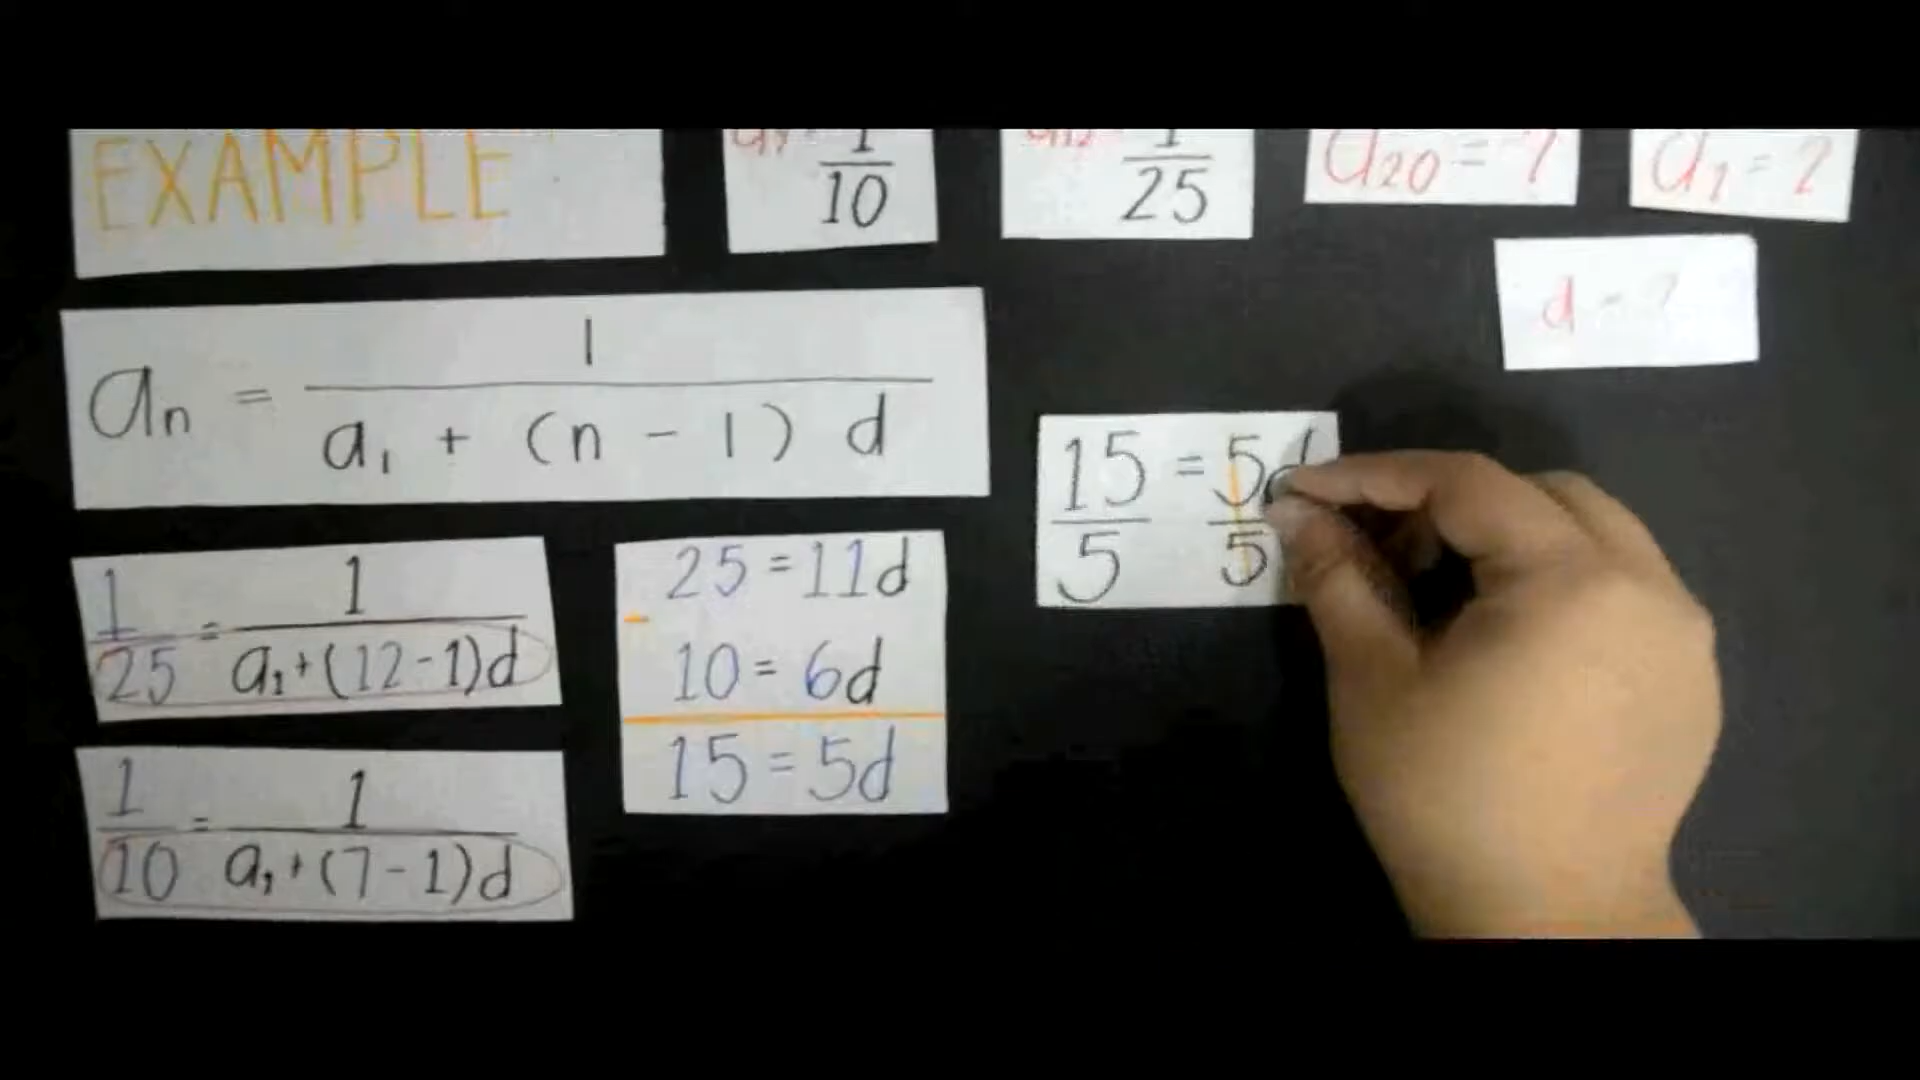 EXAMPLE
1/10
1/25
a₂₀ = ?
a₁ = ?
d = ?
aₙ = 1/(a₁ + (n - 1) d)
15/5 = 5d/5
1/25 = 1/(a₁+(12-1)d)
25 = 11d
- 10 = 6d
15 = 5d
1/10 = 1/(a₁+(7-1)d)